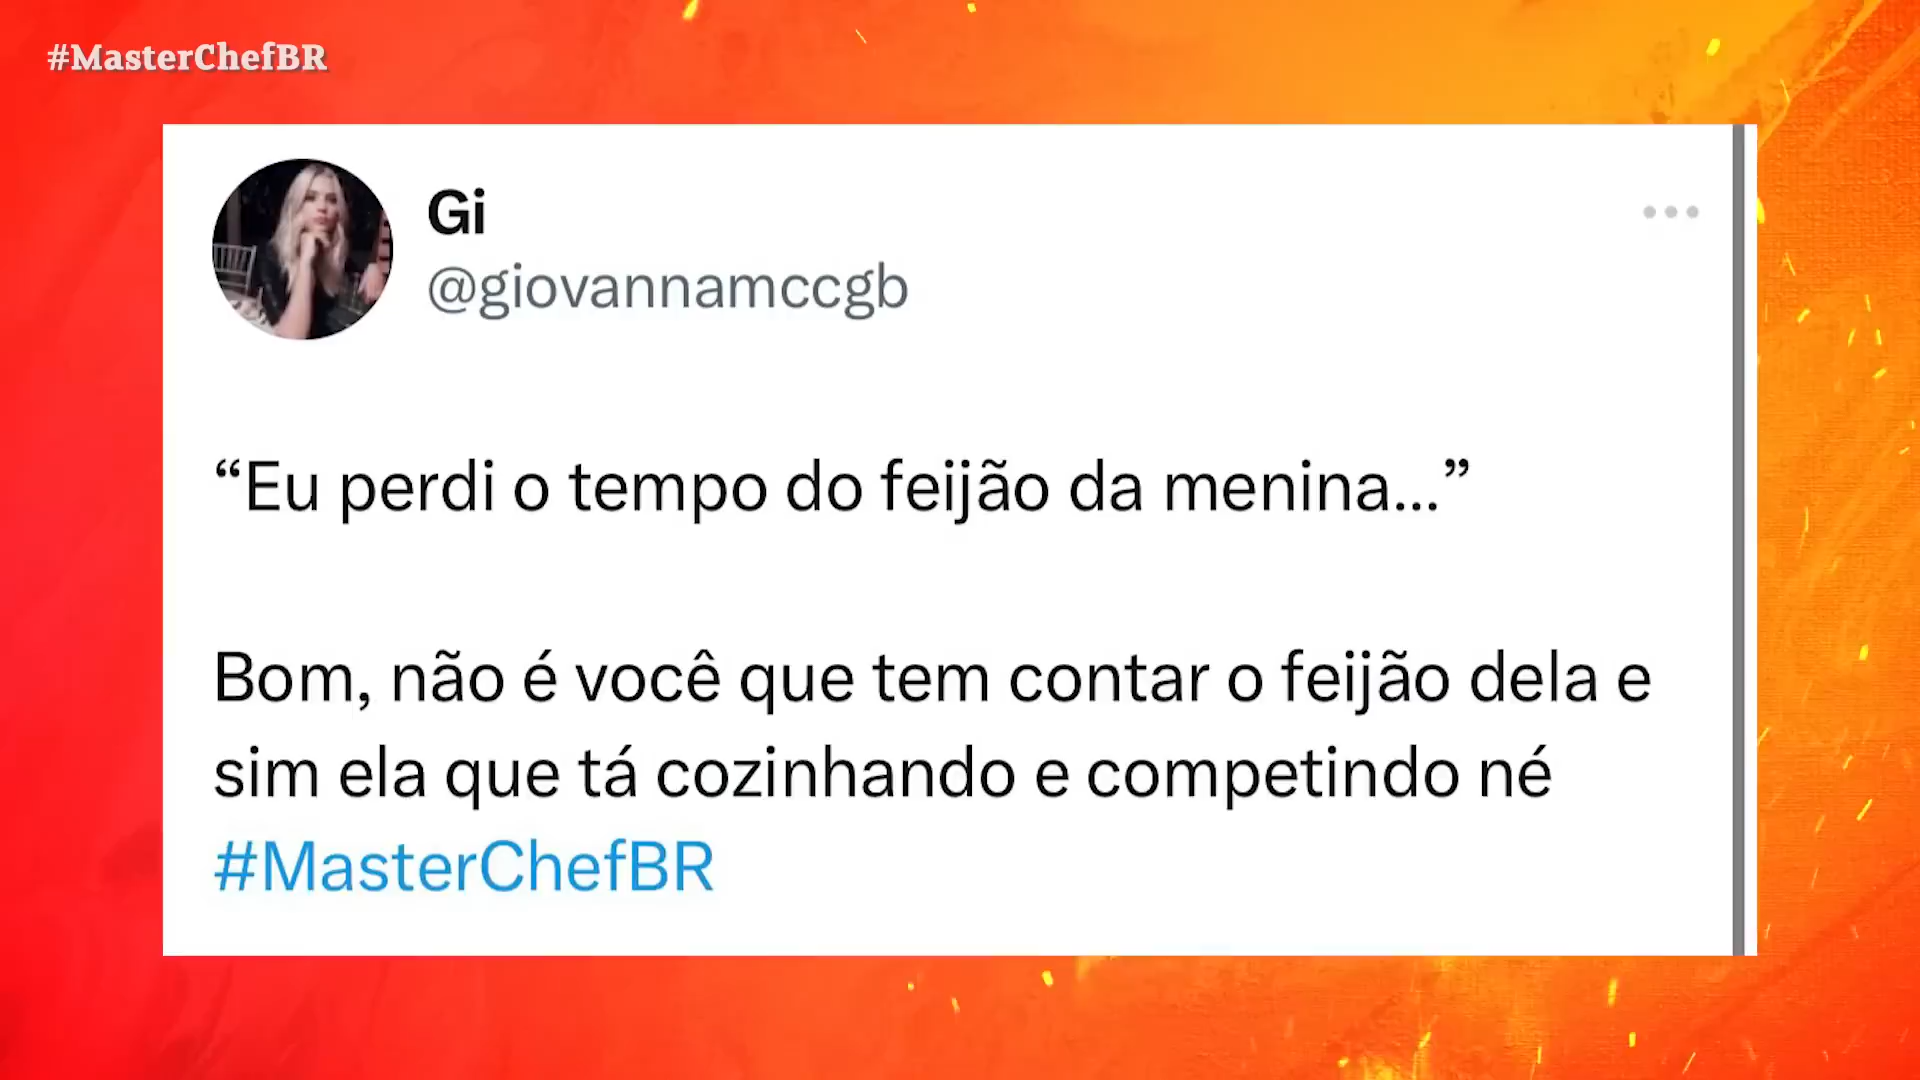 #MasterChefBR
Gi
@giovannamccgb
“Eu perdi o tempo do feijão da menina...”
Bom, não é você que tem contar o feijão dela e
sim ela que tá cozinhando e competindo né
#MasterChefBR